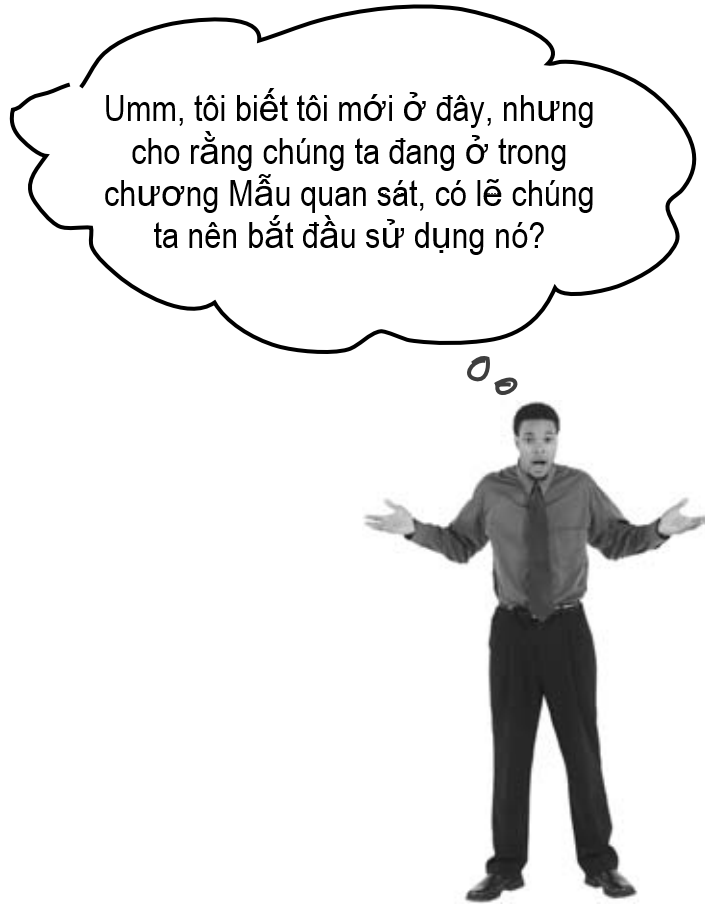 Umm, tôi biết tôi mới ở đây, nhưng
cho rằng chúng ta đang ở trong
chương Mẫu quan sát, có lẽ chúng
ta nên bắt đầu sử dụng nó?